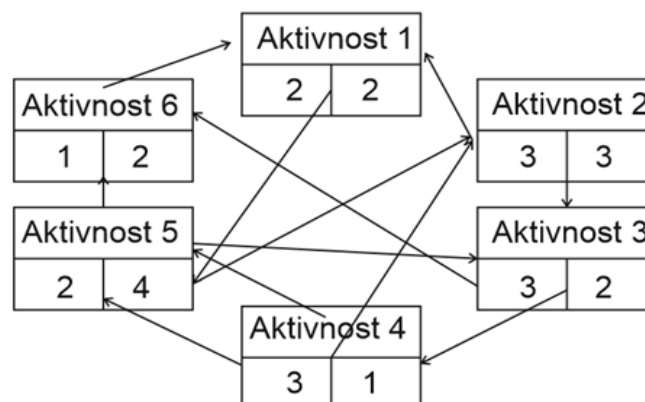 Aktivnost 1
2 2
Aktivnost 6
1 2
Aktivnost 2
3 3
Aktivnost 5
2 4
Aktivnost 3
3 2
Aktivnost 4
3 1